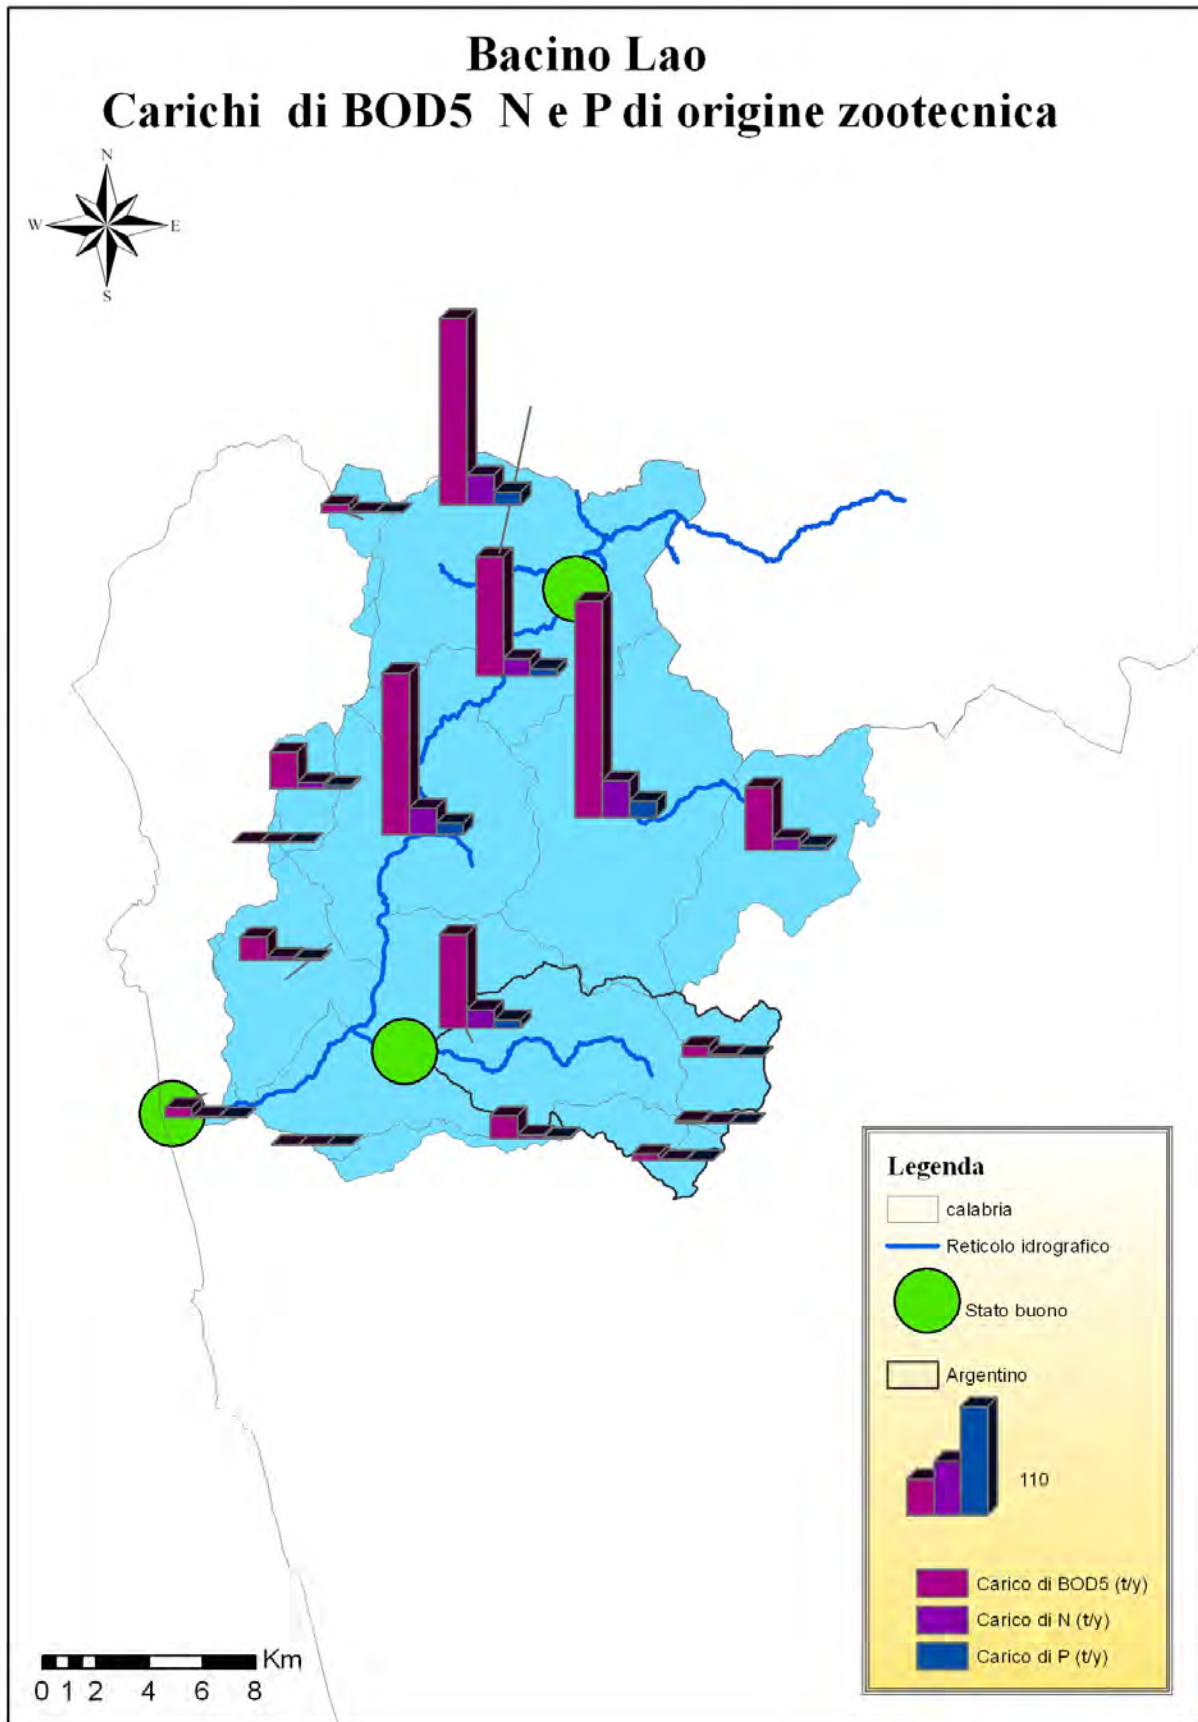 Bacino Lao
Carichi di BOD5 N e P di origine zootecnica
N
W E
S
Legenda
calabria
Reticolo idrografico
Stato buono
Argentino
110
Carico di BOD5 (t/y)
Carico di N (t/y)
Carico di P (t/y)
Km
0 1 2 4 6 8